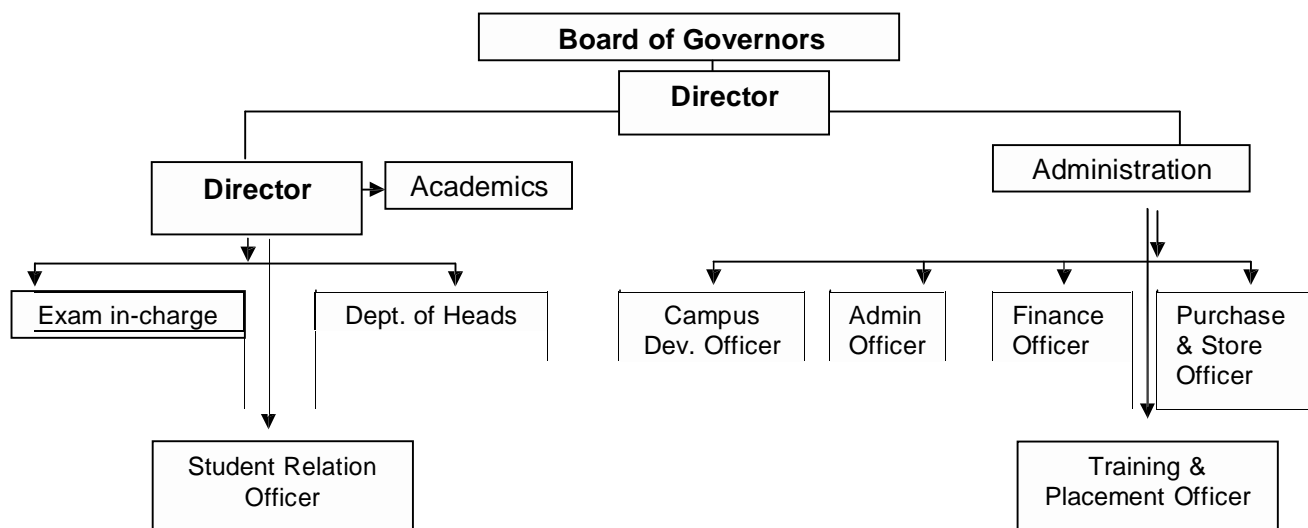 Board of Governors
Director
Director
Academics
Administration
Exam in-charge
Dept. of Heads
Campus
Dev. Officer
Admin
Officer
Finance
Officer
Purchase
& Store
Officer
Student Relation
Officer
Training &
Placement Officer